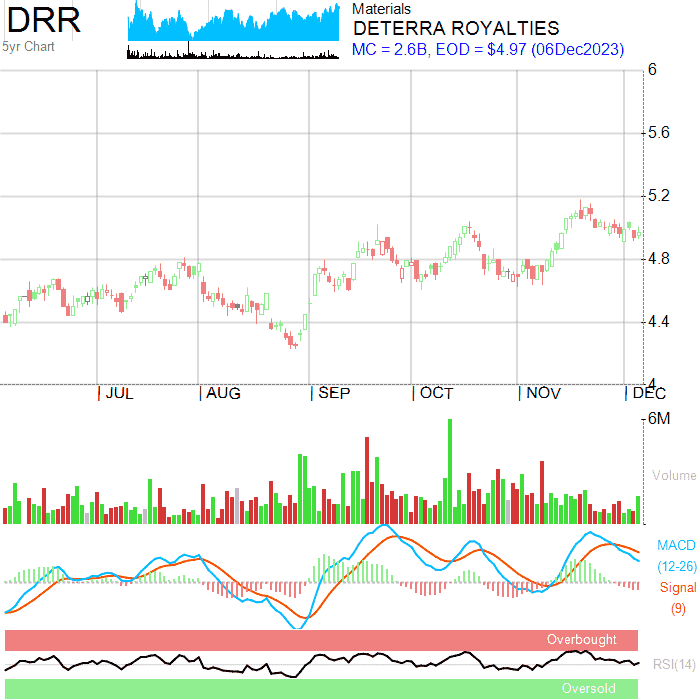 DRR
5yr Chart
Materials
DETERRA ROYALTIES
MC = 2.6B, EOD = $4.97 (06Dec2023)
6
5.6
5.2
4.8
4.4
4
| JUL | AUG | SEP | OCT | NOV | DEC
6M
Volume
MACD
(12-26)
Signal
(9)
Overbought
RSI(14)
Oversold